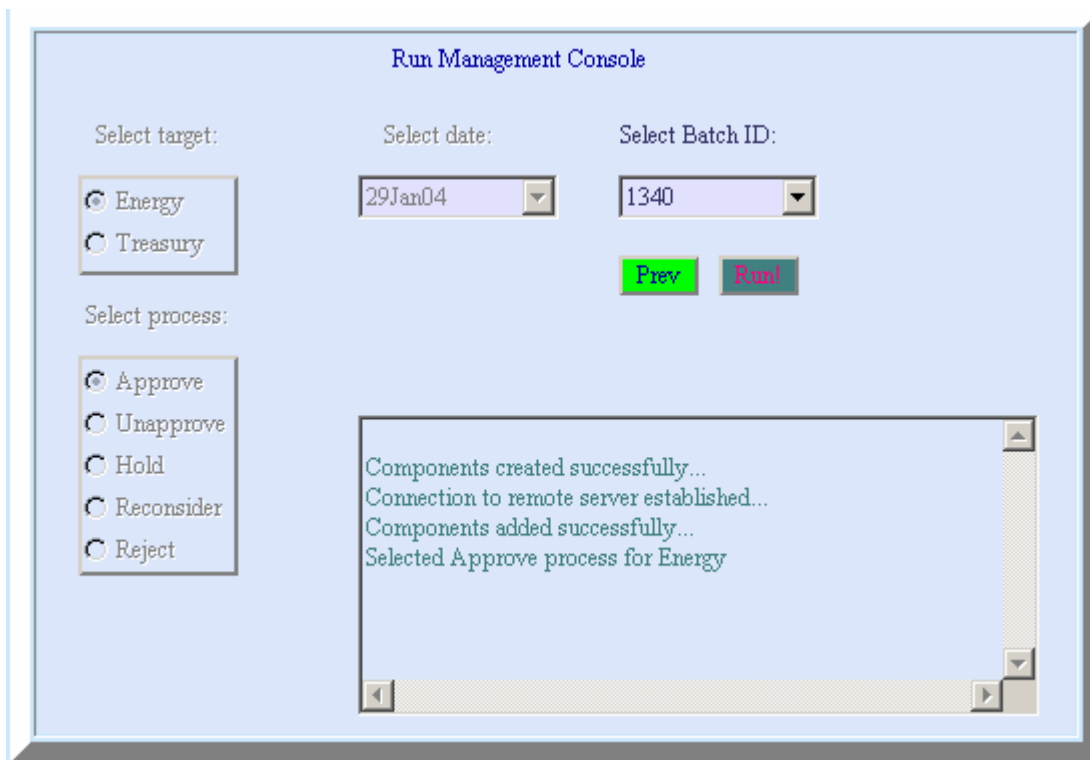 Run Management Console
Select target:
Select date:
Select Batch ID:
Energy
Treasury
29Jan04
1340
Prev
Run!
Select process:
Approve
Unapprove
Hold
Reconsider
Reject
Components created successfully...
Connection to remote server established...
Components added successfully...
Selected Approve process for Energy